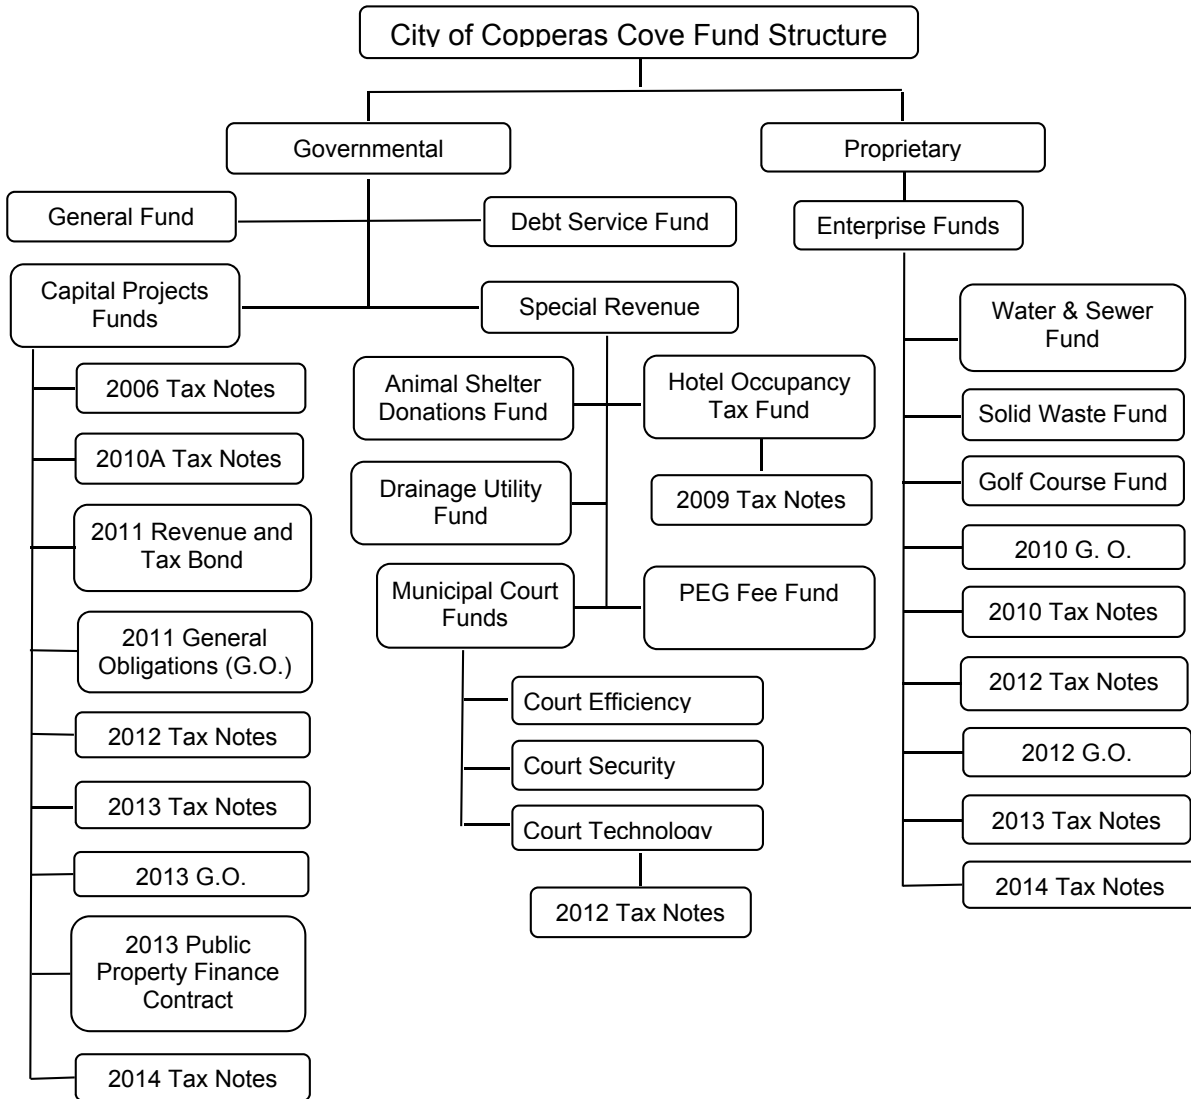 City of Copperas Cove Fund Structure
Governmental
Proprietary
General Fund
Debt Service Fund
Enterprise Funds
Capital Projects
Funds
Special Revenue
Water & Sewer
Fund
2006 Tax Notes
Animal Shelter
Donations Fund
Hotel Occupancy
Tax Fund
Solid Waste Fund
2010A Tax Notes
Drainage Utility
Fund
2009 Tax Notes
Golf Course Fund
2011 Revenue and
Tax Bond
2010 G. O.
Municipal Court
Funds
PEG Fee Fund
2010 Tax Notes
2011 General
Obligations (G.O.)
Court Efficiency
2012 Tax Notes
2012 Tax Notes
Court Security
2012 G.O.
2013 Tax Notes
Court Technology
2013 Tax Notes
2013 G.O.
2012 Tax Notes
2014 Tax Notes
2013 Public
Property Finance
Contract
2014 Tax Notes